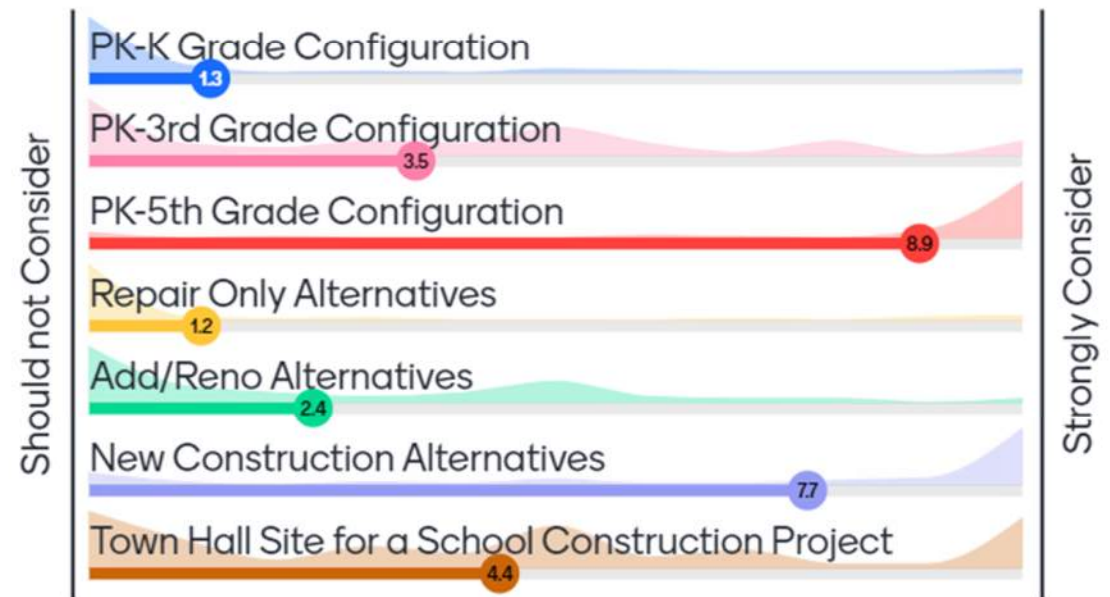 Should not Consider
PK-K Grade Configuration
1.3
PK-3rd Grade Configuration
3.5
PK-5th Grade Configuration
8.9
Repair Only Alternatives
1.2
Add/Reno Alternatives
2.4
New Construction Alternatives
7.7
Town Hall Site for a School Construction Project
4.4
Strongly Consider